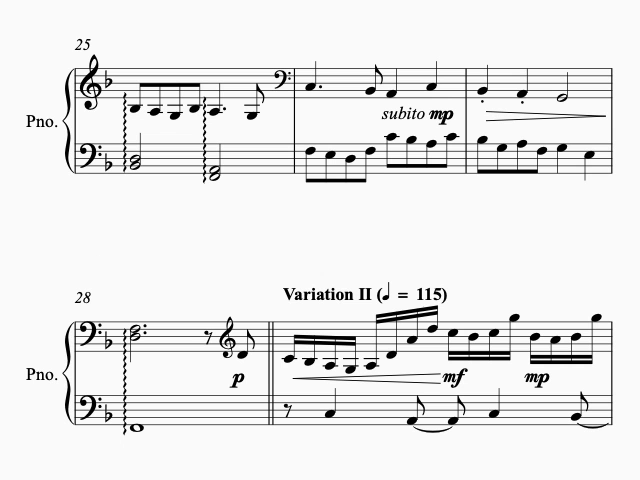 25
Pno.
subito mp
28
Variation II (♩ = 115)
Pno.
p
mf
mp